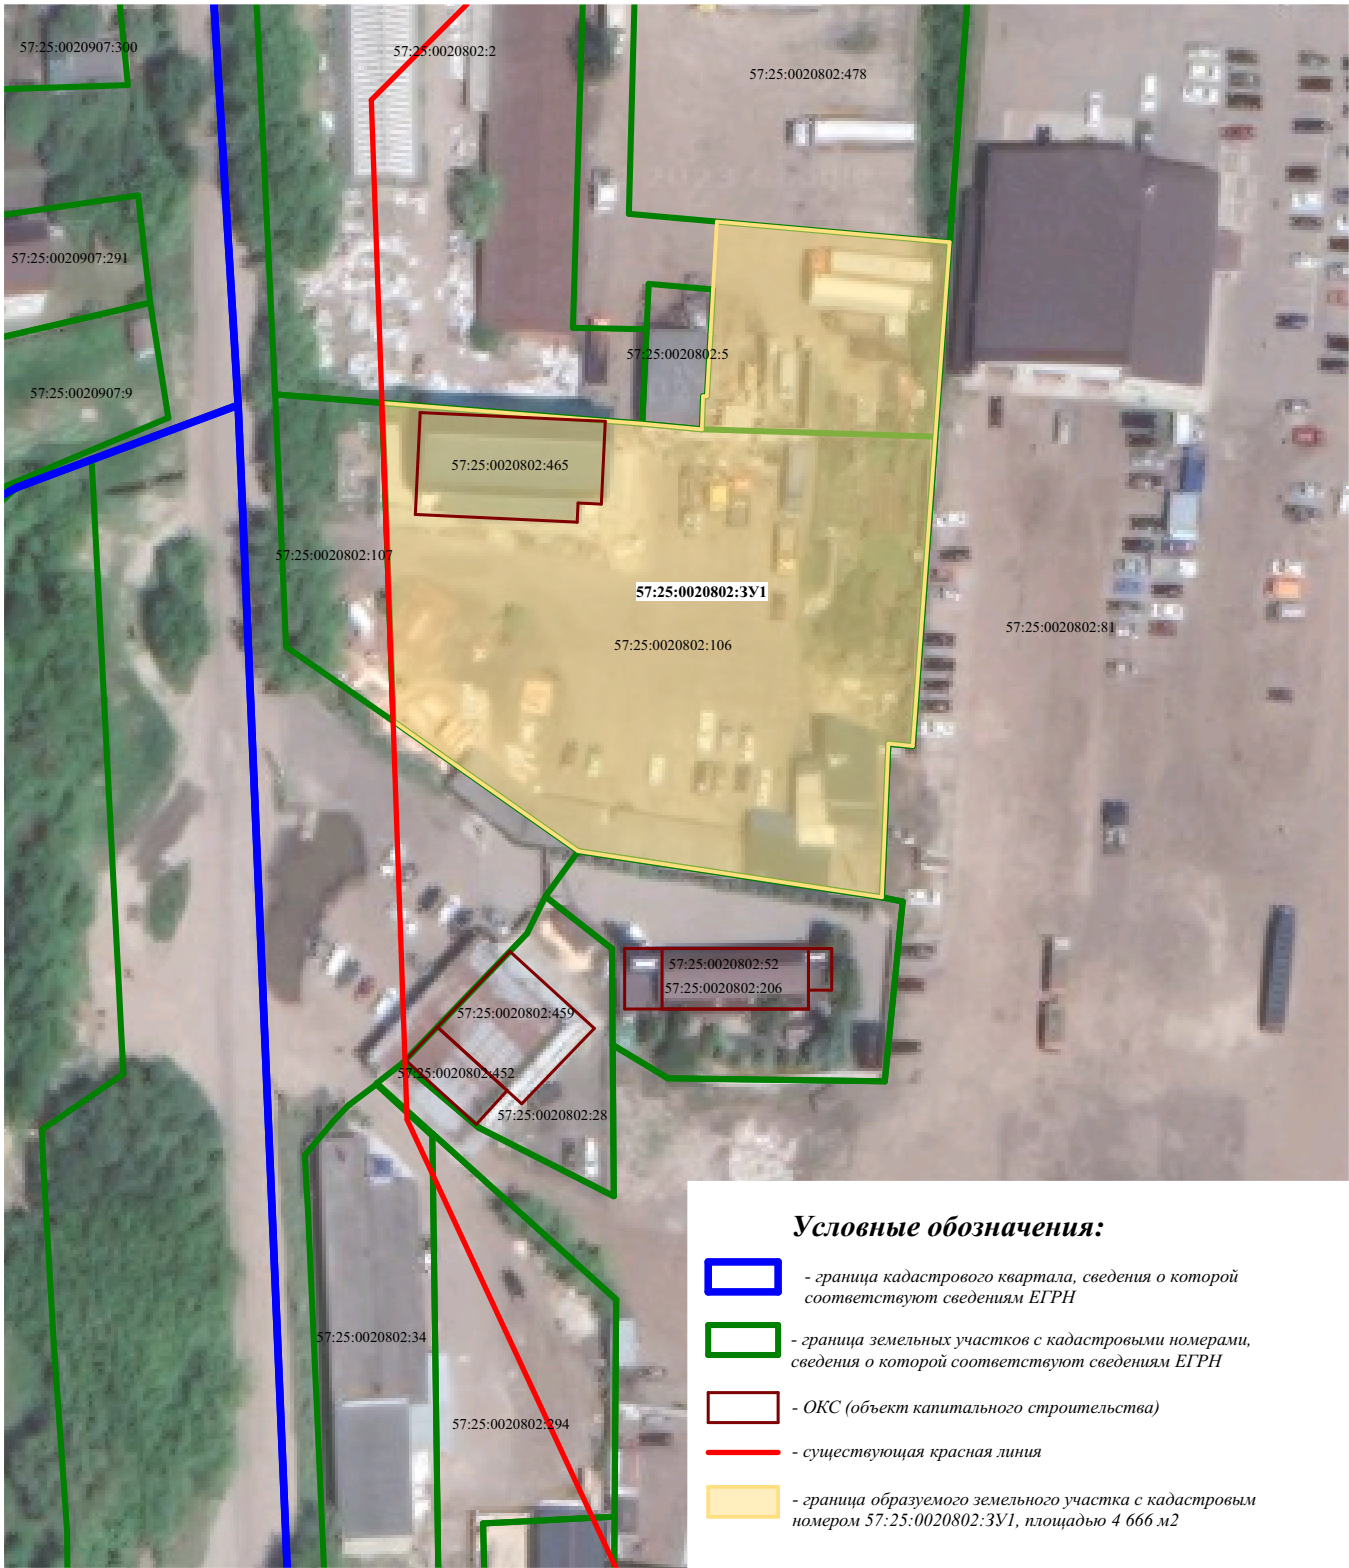 57:25:0020907:300
57:25:0020802:2
57:25:0020802:478
57:25:0020907:291
57:25:0020802:5
57:25:0020907:9
57:25:0020802:465
57:25:0020802:107
57:25:0020802:ЗУ1
57:25:0020802:81
57:25:0020802:106
57:25:0020802:52
57:25:0020802:206
57:25:0020802:459
57:25:0020802:452
57:25:0020802:28
57:25:0020802:34
57:25:0020802:294
Условные обозначения:
- граница кадастрового квартала, сведения о которой
соответствуют сведениям ЕГРН
- граница земельных участков с кадастровыми номерами,
сведения о которой соответствуют сведениям ЕГРН
- ОКС (объект капитального строительства)
- существующая красная линия
- граница образуемого земельного участка с кадастровым
номером 57:25:0020802:ЗУ1, площадью 4 666 м2